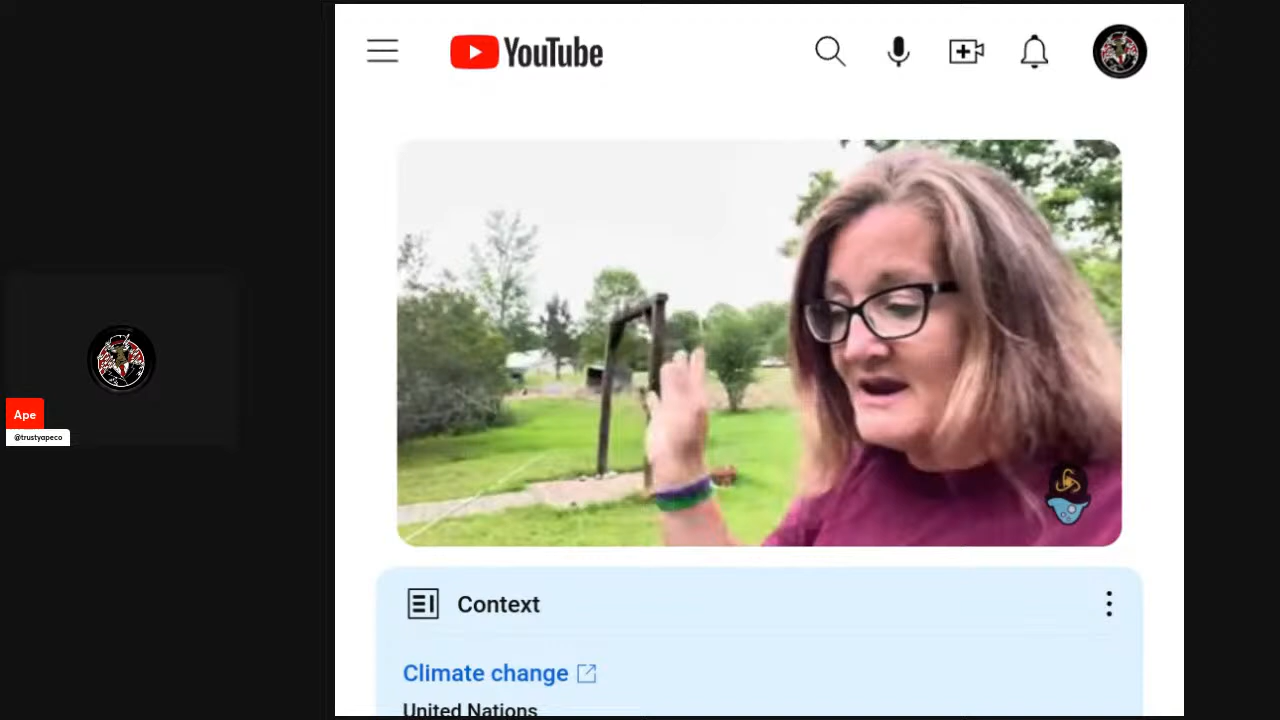 YouTube
Ape
@trustyapeco
Context
Climate change
United Nations